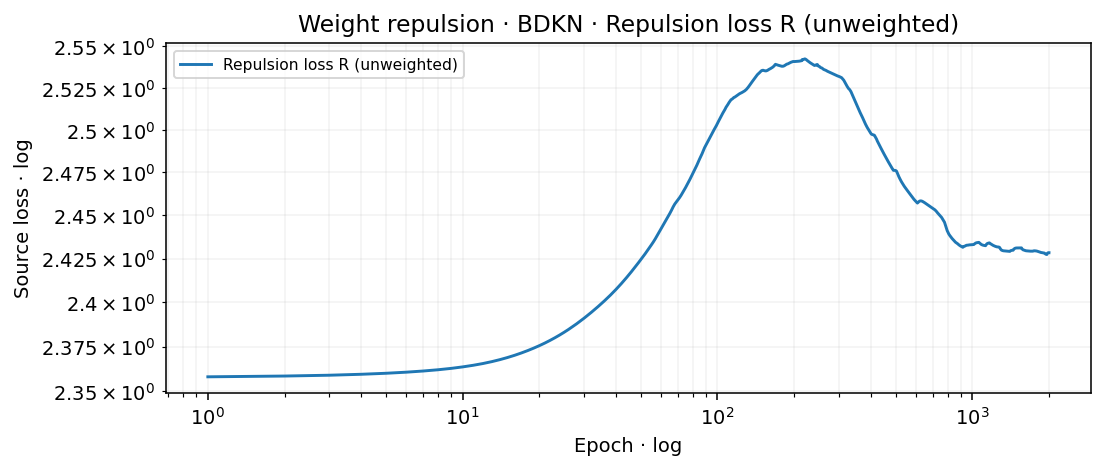 Weight repulsion · BDKN · Repulsion loss R (unweighted)
Repulsion loss R (unweighted)
Source loss · log
2.55 × 10⁰
2.525 × 10⁰
2.5 × 10⁰
2.475 × 10⁰
2.45 × 10⁰
2.425 × 10⁰
2.4 × 10⁰
2.375 × 10⁰
2.35 × 10⁰
10⁰ 10¹ 10² 10³
Epoch · log